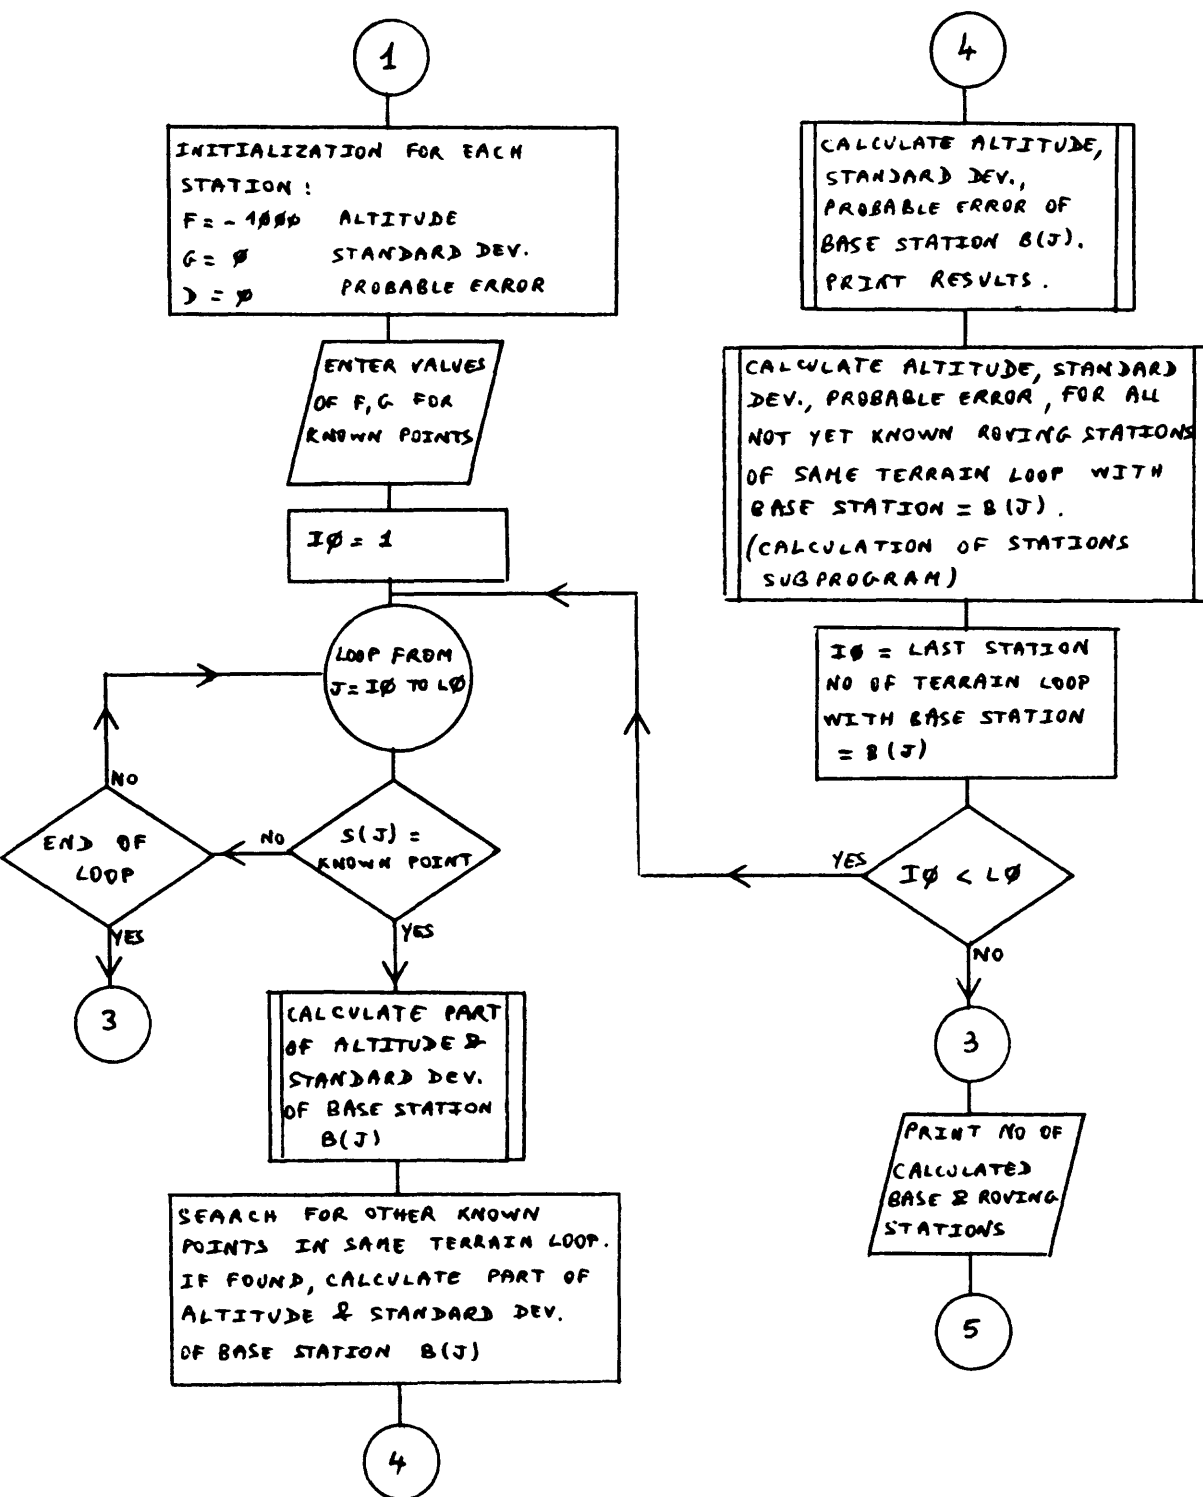 1
INITIALIZATION FOR EACH
STATION :
F = - 1000 ALTITUDE
G = 0 STANDARD DEV.
D = 0 PROBABLE ERROR
ENTER VALUES
OF F, G FOR
KNOWN POINTS
I0 = 1
LOOP FROM
J = I0 TO L0
NO
END OF
LOOP
YES
3
NO
S(J) =
KNOWN POINT
YES
CALCULATE PART
OF ALTITUDE &
STANDARD DEV.
OF BASE STATION
B(J)
SEARCH FOR OTHER KNOWN
POINTS IN SAME TERRAIN LOOP.
IF FOUND, CALCULATE PART OF
ALTITUDE & STANDARD DEV.
OF BASE STATION B(J)
4
4
CALCULATE ALTITUDE,
STANDARD DEV.,
PROBABLE ERROR OF
BASE STATION B(J).
PRINT RESULTS.
CALCULATE ALTITUDE, STANDARD
DEV., PROBABLE ERROR, FOR ALL
NOT YET KNOWN ROVING STATIONS
OF SAME TERRAIN LOOP WITH
BASE STATION = B(J).
(CALCULATION OF STATIONS
SUBPROGRAM)
I0 = LAST STATION
NO OF TERRAIN LOOP
WITH BASE STATION
= B(J)
YES
I0 < L0
NO
3
PRINT NO OF
CALCULATED
BASE & ROVING
STATIONS
5